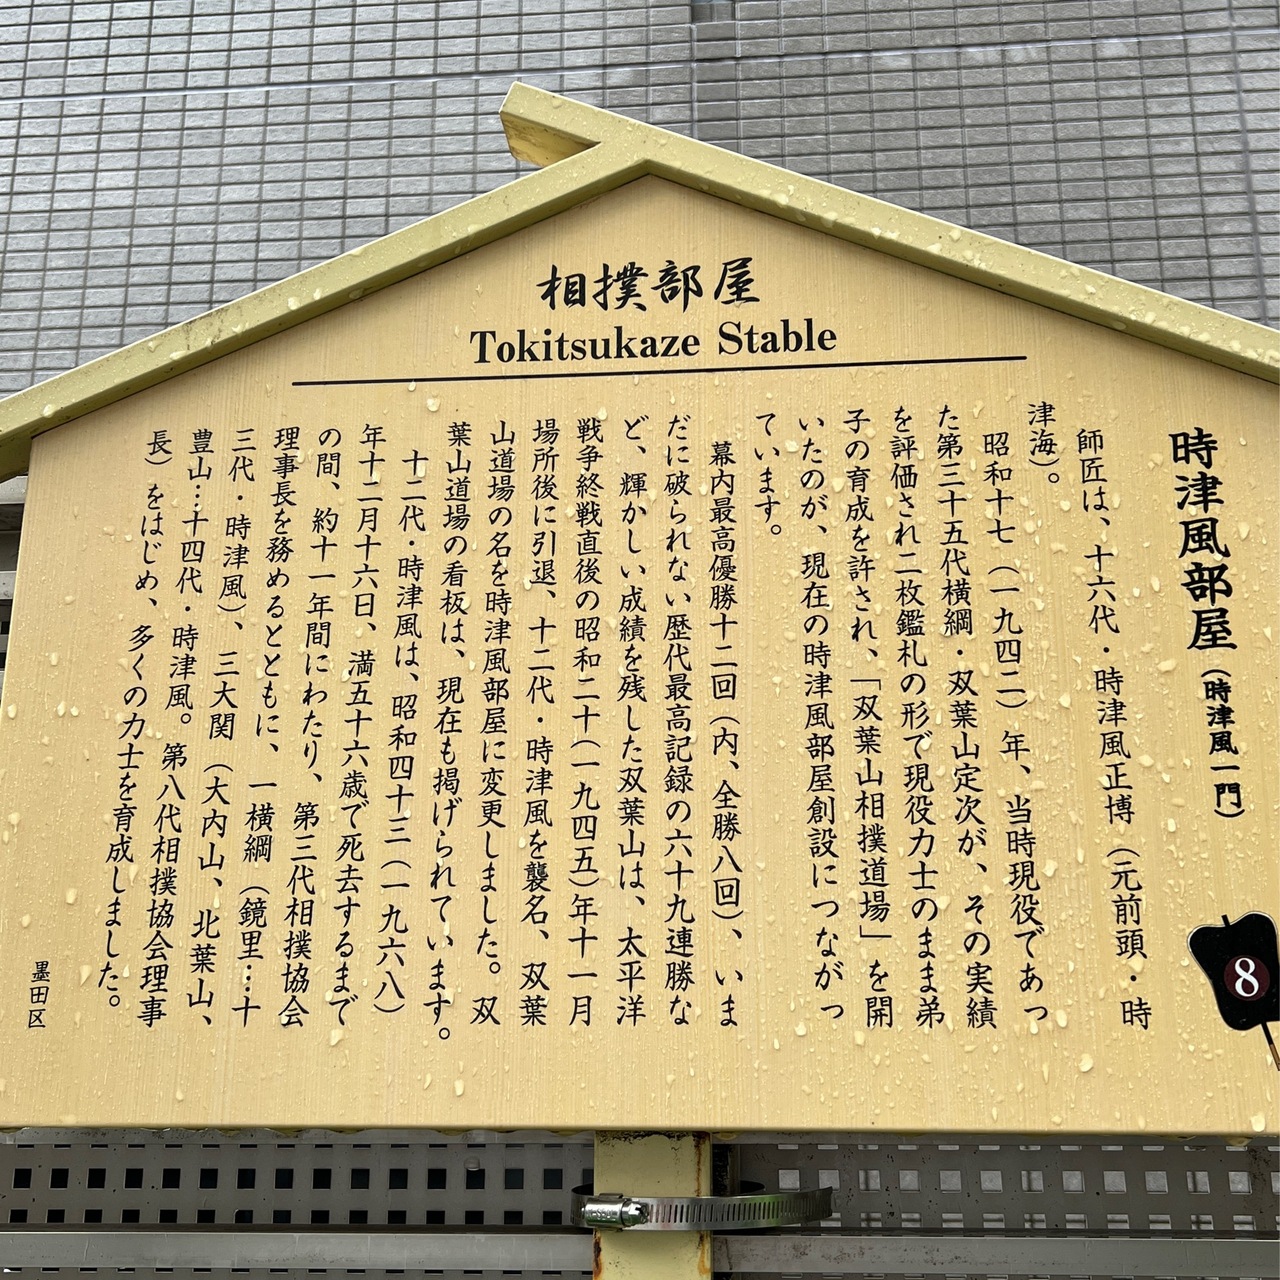 相撲部屋
Tokitsukaze Stable
時津風部屋（時津風一門）
師匠は、十六代・時津風正博（元前頭・時
津海）。
昭和十七（一九四二）年、当時現役であっ
た第三十五代横綱・双葉山定次が、その実績
を評価され二枚鑑札の形で現役力士のまま弟
子の育成を許され、「双葉山相撲道場」を開
いたのが、現在の時津風部屋創設につながっ
ています。
幕内最高優勝十二回（内、全勝八回）、いま
だに破られない歴代最高記録の六十九連勝な
ど、輝かしい成績を残した双葉山は、太平洋
戦争終戦直後の昭和二十（一九四五）年十一月
場所後に引退、十二代・時津風を襲名、双葉
山道場の名を時津風部屋に変更しました。双
葉山道場の看板は、現在も掲げられています。
十二代・時津風は、昭和四十三（一九六八）
年十二月十六日、満五十六歳で死去するまで
の間、約十一年間にわたり、第三代相撲協会
理事長を務めるとともに、一横綱（鏡里…十
三代・時津風）、三大関（大内山、北葉山、
豊山…十四代・時津風。第八代相撲協会理事
長）をはじめ、多くの力士を育成しました。
墨田区
8